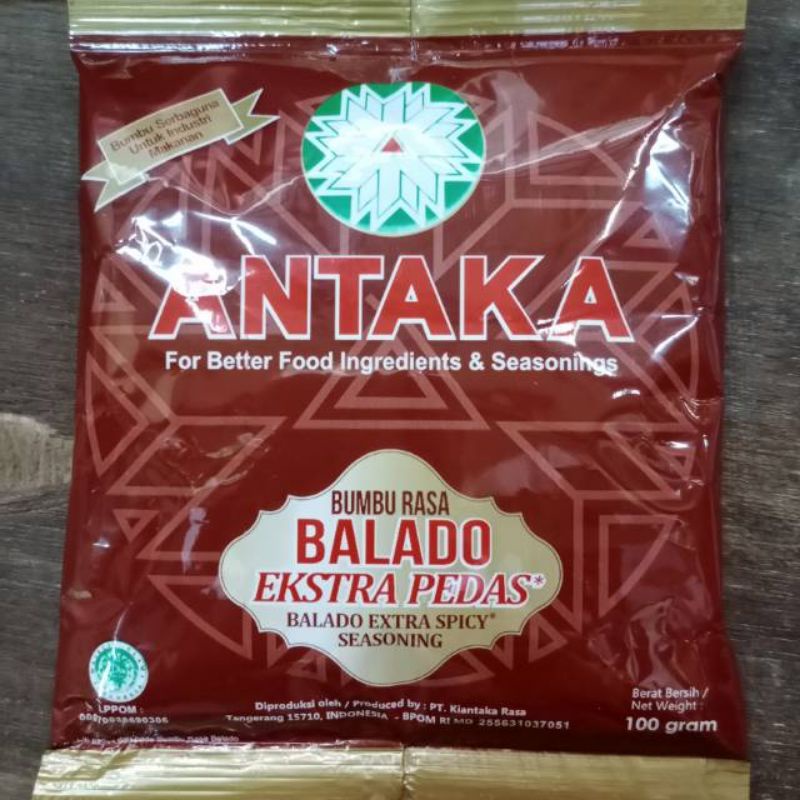 Bumbu Serbaguna
Untuk Industri
Makanan
ANTAKA
For Better Food Ingredients & Seasonings
BUMBU RASA
BALADO
EKSTRA PEDAS*
BALADO EXTRA SPICY*
SEASONING
LPPOM :
Diproduksi oleh / Produced by : PT. Kiantaka Rasa
Tangerang 15710, INDONESIA - BPOM RI MD 255631037051
Berat Bersih /
Net Weight :
100 gram